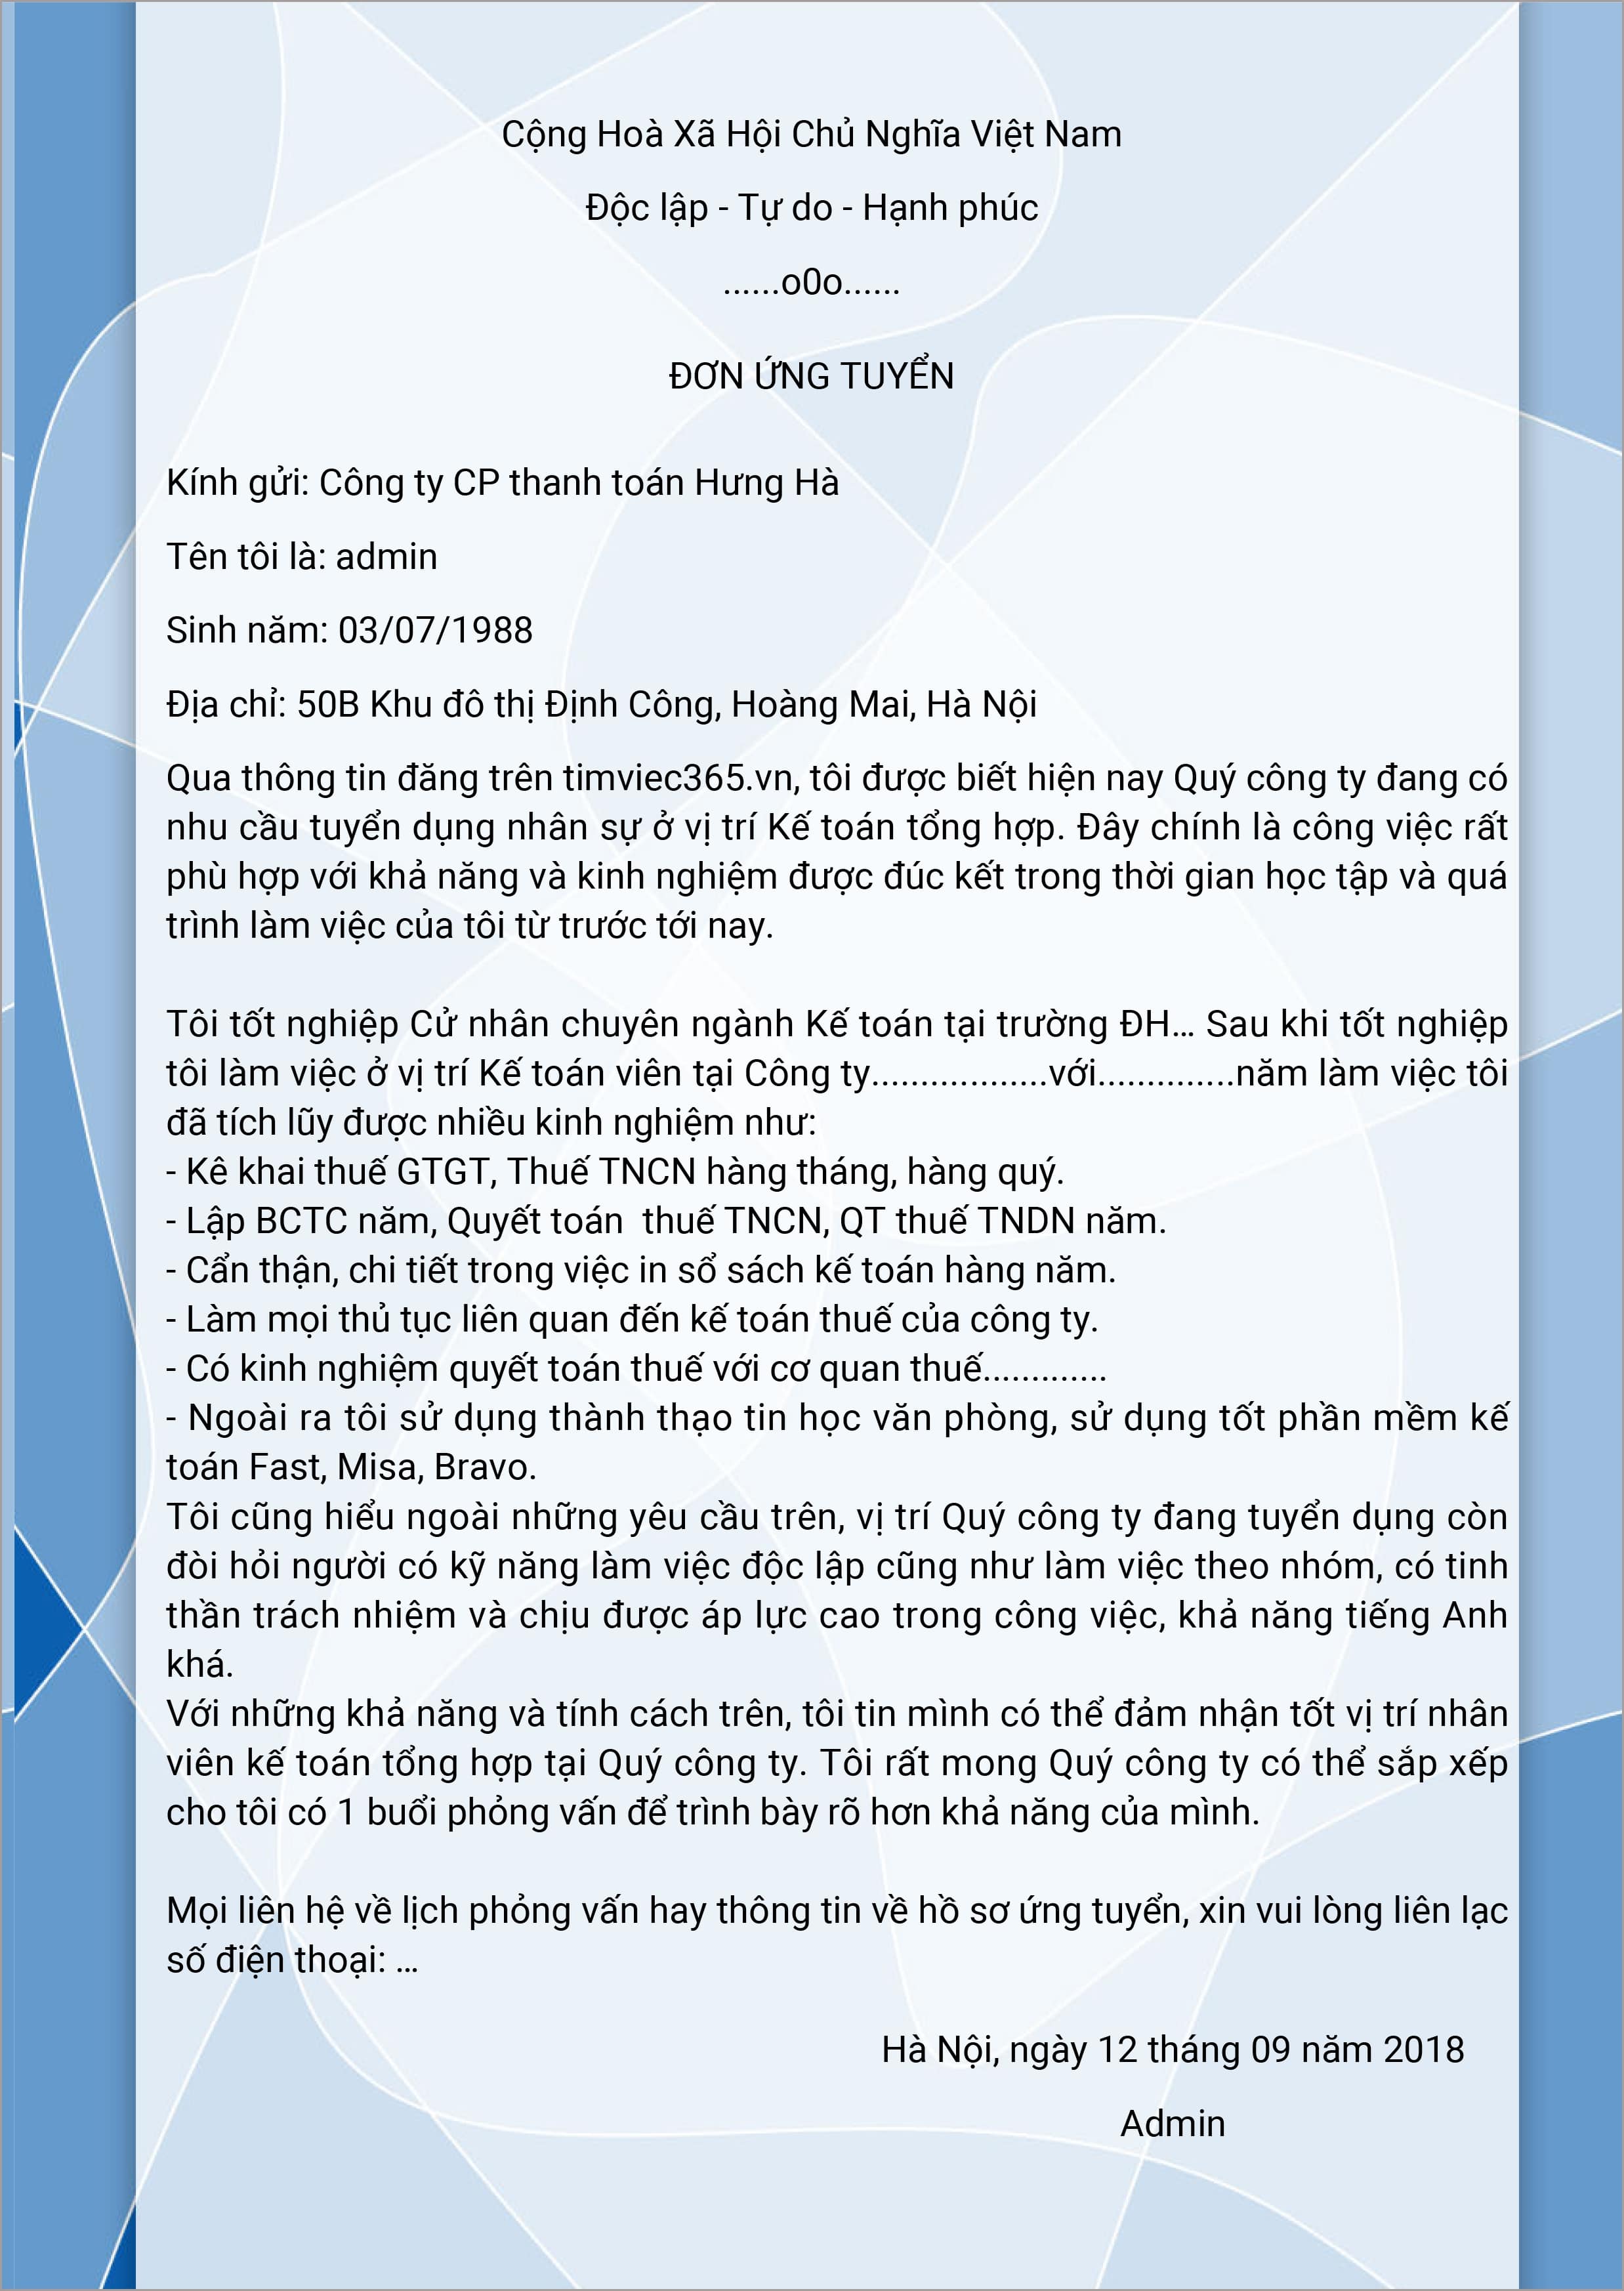 Cộng Hoà Xã Hội Chủ Nghĩa Việt Nam
Độc lập - Tự do - Hạnh phúc
......o0o......
ĐƠN ỨNG TUYỂN
Kính gửi: Công ty CP thanh toán Hưng Hà
Tên tôi là: admin
Sinh năm: 03/07/1988
Địa chỉ: 50B Khu đô thị Định Công, Hoàng Mai, Hà Nội
Qua thông tin đăng trên timviec365.vn, tôi được biết hiện nay Quý công ty đang có
nhu cầu tuyển dụng nhân sự ở vị trí Kế toán tổng hợp. Đây chính là công việc rất
phù hợp với khả năng và kinh nghiệm được đúc kết trong thời gian học tập và quá
trình làm việc của tôi từ trước tới nay.
Tôi tốt nghiệp Cử nhân chuyên ngành Kế toán tại trường ĐH... Sau khi tốt nghiệp
tôi làm việc ở vị trí Kế toán viên tại Công ty..................với..............năm làm việc tôi
đã tích lũy được nhiều kinh nghiệm như:
- Kê khai thuế GTGT, Thuế TNCN hàng tháng, hàng quý.
- Lập BCTC năm, Quyết toán  thuế TNCN, QT thuế TNDN năm.
- Cẩn thận, chi tiết trong việc in sổ sách kế toán hàng năm.
- Làm mọi thủ tục liên quan đến kế toán thuế của công ty.
- Có kinh nghiệm quyết toán thuế với cơ quan thuế.............
- Ngoài ra tôi sử dụng thành thạo tin học văn phòng, sử dụng tốt phần mềm kế
toán Fast, Misa, Bravo.
Tôi cũng hiểu ngoài những yêu cầu trên, vị trí Quý công ty đang tuyển dụng còn
đòi hỏi người có kỹ năng làm việc độc lập cũng như làm việc theo nhóm, có tinh
thần trách nhiệm và chịu được áp lực cao trong công việc, khả năng tiếng Anh
khá.
Với những khả năng và tính cách trên, tôi tin mình có thể đảm nhận tốt vị trí nhân
viên kế toán tổng hợp tại Quý công ty. Tôi rất mong Quý công ty có thể sắp xếp
cho tôi có 1 buổi phỏng vấn để trình bày rõ hơn khả năng của mình.
Mọi liên hệ về lịch phỏng vấn hay thông tin về hồ sơ ứng tuyển, xin vui lòng liên lạc
số điện thoại: ...
Hà Nội, ngày 12 tháng 09 năm 2018
Admin